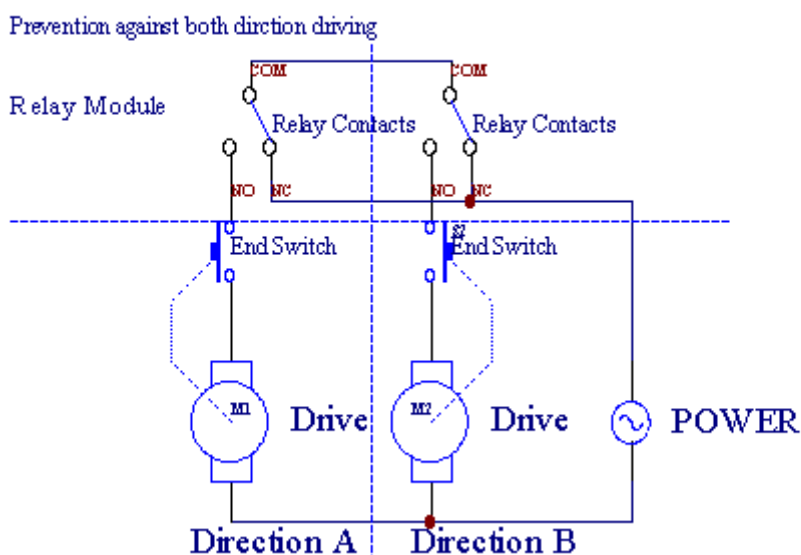 Prevention against both dirction driving
COM
COM
Relay Module
Relay Contacts
Relay Contacts
NO
NC
NO
NC
End Switch
S2
End Switch
M1
Drive
M2
Drive
POWER
Direction A
Direction B